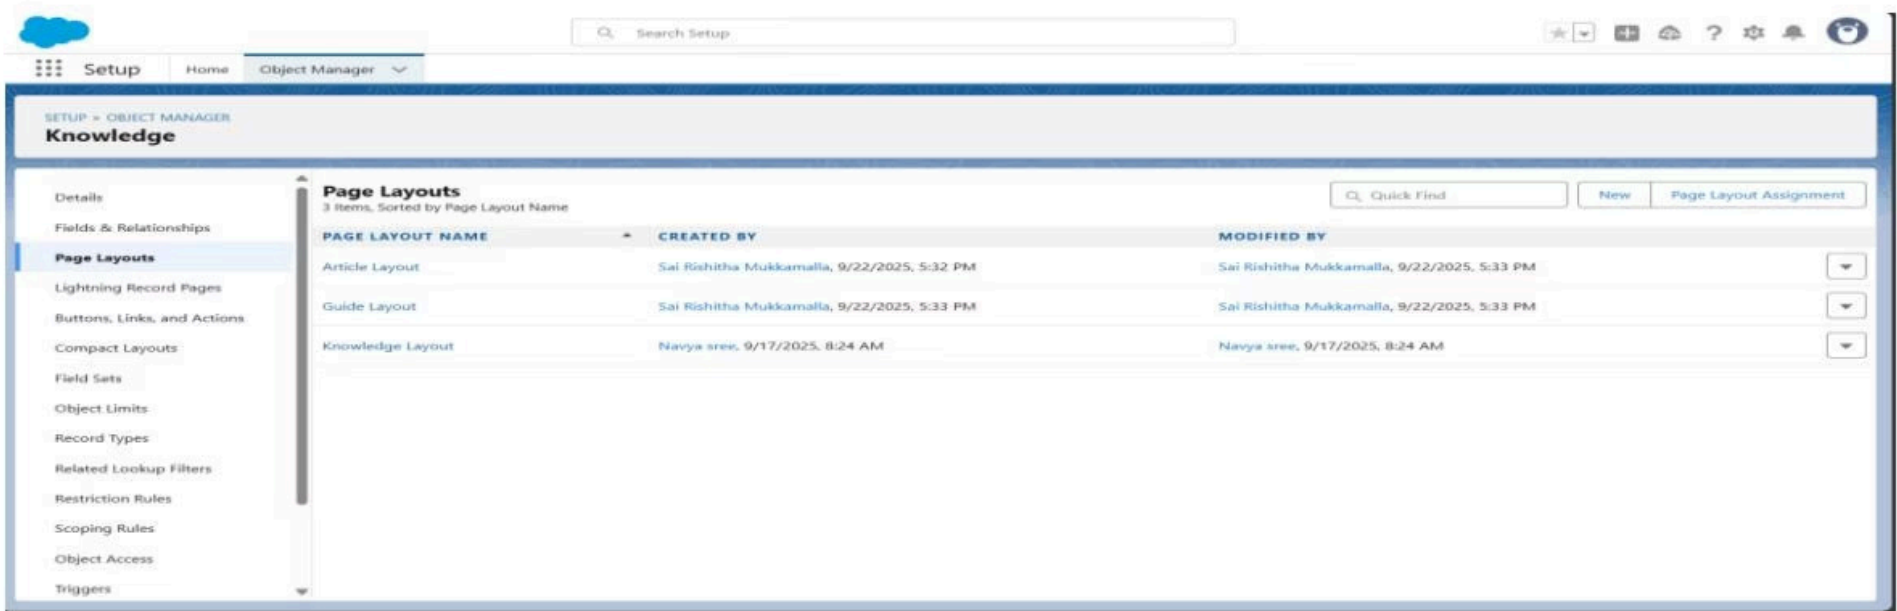 Search Setup
Setup Home Object Manager
SETUP > OBJECT MANAGER
Knowledge
Details
Fields & Relationships
Page Layouts
Lightning Record Pages
Buttons, Links, and Actions
Compact Layouts
Field Sets
Object Limits
Record Types
Related Lookup Filters
Restriction Rules
Scoping Rules
Object Access
Triggers
Page Layouts
3 Items, Sorted by Page Layout Name
Quick Find
New
Page Layout Assignment
PAGE LAYOUT NAME CREATED BY MODIFIED BY
Article Layout Sai Rishitha Mukkamalla, 9/22/2025, 5:32 PM Sai Rishitha Mukkamalla, 9/22/2025, 5:33 PM
Guide Layout Sai Rishitha Mukkamalla, 9/22/2025, 5:33 PM Sai Rishitha Mukkamalla, 9/22/2025, 5:33 PM
Knowledge Layout Navya sree, 9/17/2025, 8:24 AM Navya sree, 9/17/2025, 8:24 AM